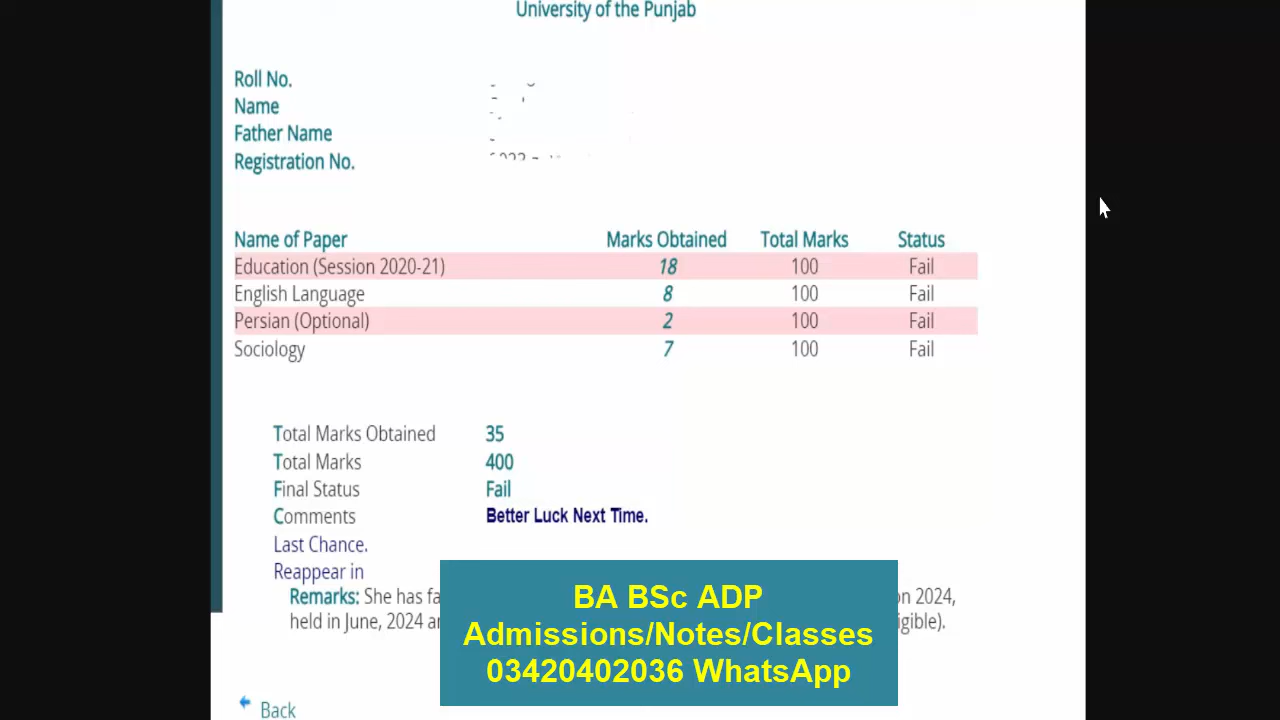 University of the Punjab
Roll No.
Name
Father Name
Registration No.
Name of Paper Marks Obtained Total Marks Status
Education (Session 2020-21) 18 100 Fail
English Language 8 100 Fail
Persian (Optional) 2 100 Fail
Sociology 7 100 Fail
Total Marks Obtained 35
Total Marks 400
Final Status Fail
Comments Better Luck Next Time.
Last Chance.
Reappear in
Remarks: She has 2024,
held in June, 2024
BA BSc ADP
Admissions/Notes/Classes
03420402036 WhatsApp
Back